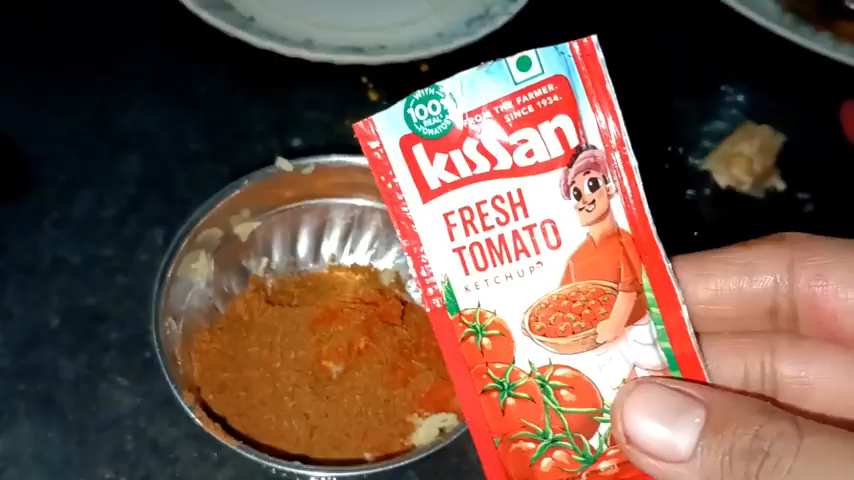 WITH
100%
REAL
TOMATOES
FROM THE FARMER.
SINCE 1934.
kissan
FRESH
TOMATO
KETCHUP